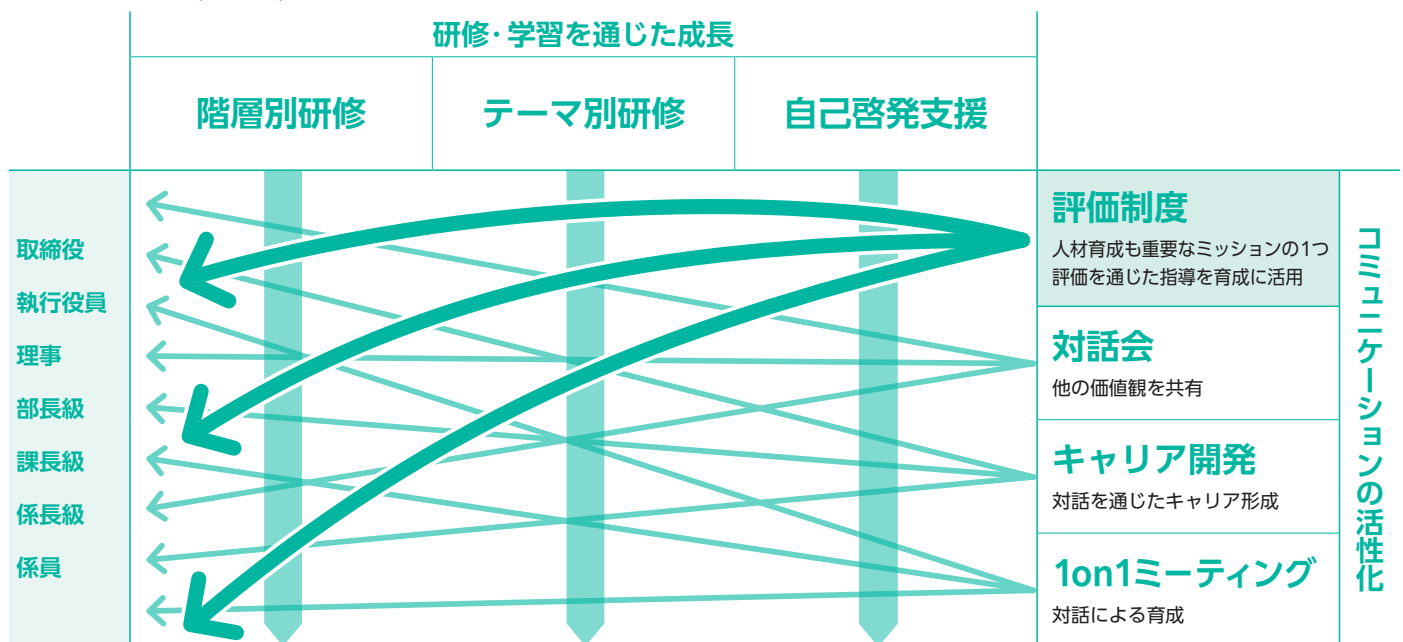 研修・学習を通じた成長
階層別研修
テーマ別研修
自己啓発支援
取締役
執行役員
理事
部長級
課長級
係長級
係員
評価制度
人材育成も重要なミッションの1つ
評価を通じた指導を育成に活用
対話会
他の価値観を共有
キャリア開発
対話を通じたキャリア形成
1on1ミーティング
対話による育成
コミュニケーションの活性化